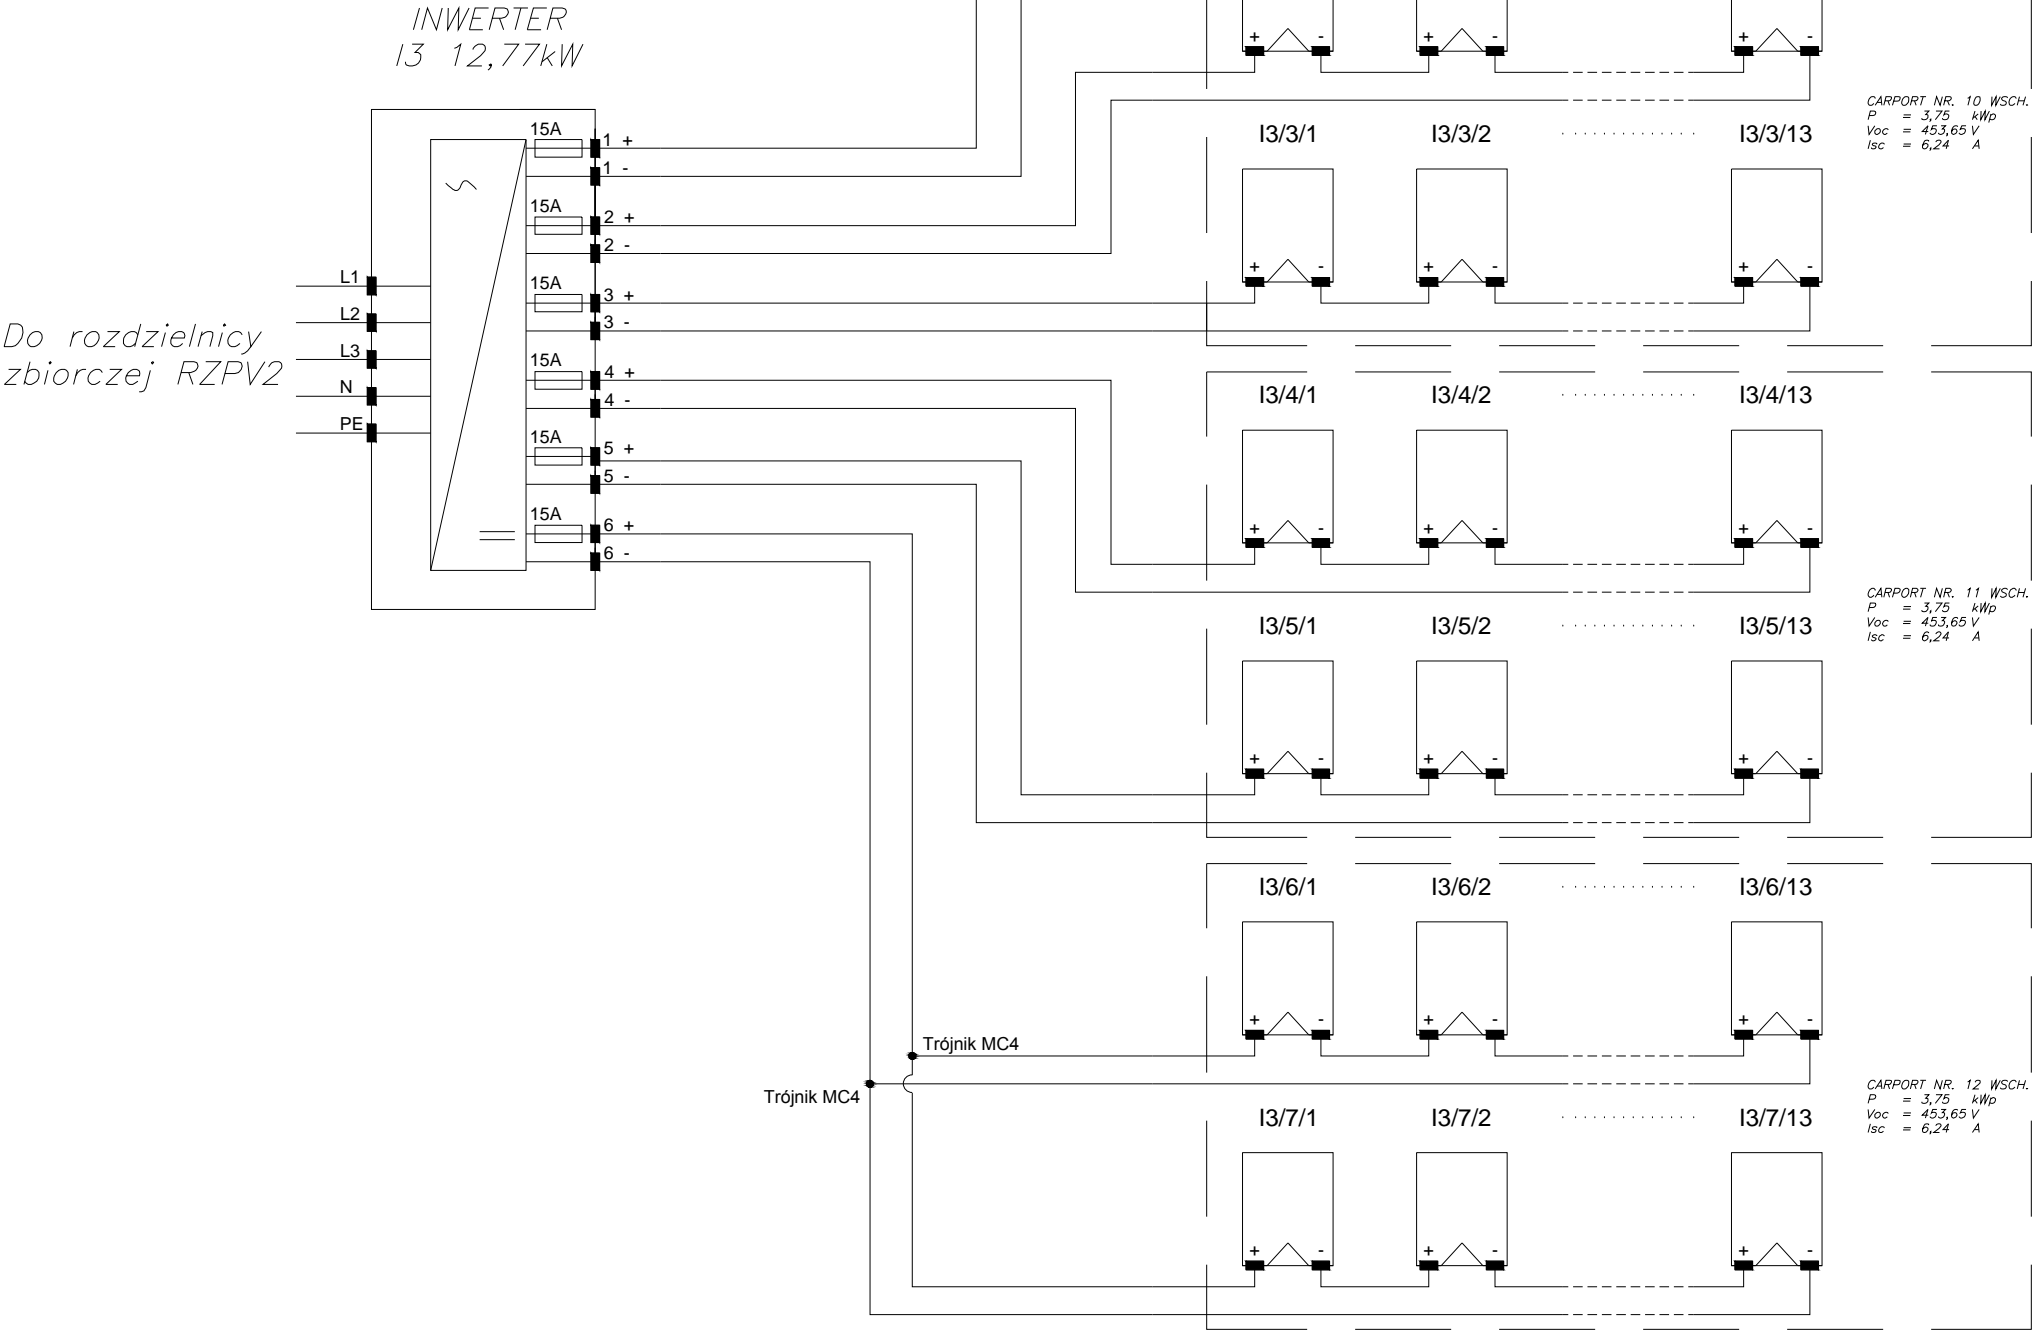 INWERTER
I3 12,77kW
Do rozdzielnicy
zbiorczej RZPV2
L1
L2
L3
N
PE
15A
1 +
1 -
15A
2 +
2 -
15A
3 +
3 -
15A
4 +
4 -
15A
5 +
5 -
15A
6 +
6 -
+ - + - + -
CARPORT NR. 10 WSCH.
P = 3,75 kWp
Voc = 453,65 V
Isc = 6,24 A
I3/3/1 I3/3/2 ............. I3/3/13
+ - + - + -
I3/4/1 I3/4/2 ............. I3/4/13
+ - + - + -
CARPORT NR. 11 WSCH.
P = 3,75 kWp
Voc = 453,65 V
Isc = 6,24 A
I3/5/1 I3/5/2 ............. I3/5/13
+ - + - + -
I3/6/1 I3/6/2 ............. I3/6/13
+ - + - + -
Trójnik MC4
Trójnik MC4
CARPORT NR. 12 WSCH.
P = 3,75 kWp
Voc = 453,65 V
Isc = 6,24 A
I3/7/1 I3/7/2 ............. I3/7/13
+ - + - + -